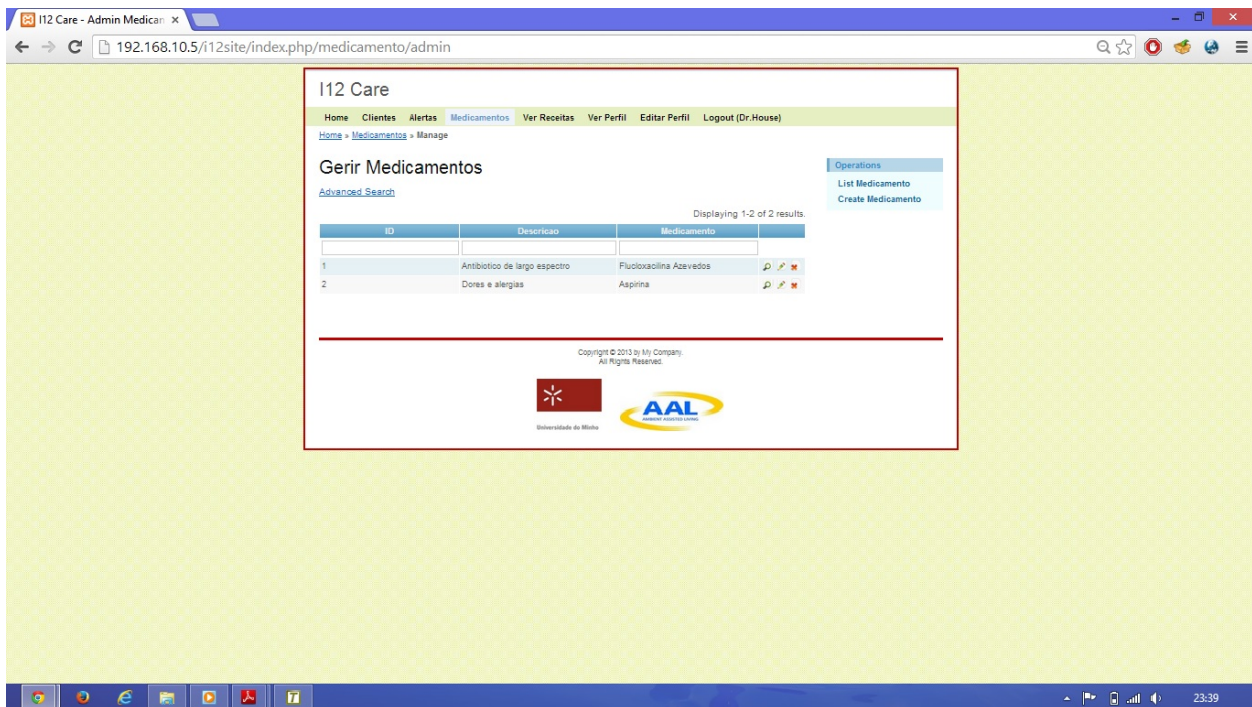 I12 Care - Admin Medican
192.168.10.5/i12site/index.php/medicamento/admin
I12 Care
Home Clientes Alertas Medicamentos Ver Receitas Ver Perfil Editar Perfil Logout (Dr.House)
Home » Medicamentos » Manage
Gerir Medicamentos
Advanced Search
Displaying 1-2 of 2 results.
ID Descricao Medicamento
1 Antibiotico de largo espectro Flucloxacilina Azevedos
2 Dores e alergias Aspirina
Operations
List Medicamento
Create Medicamento
Copyright © 2013 by My Company.
All Rights Reserved.
Universidade do Minho
AAL
AMBIENT ASSISTED LIVING
23:39